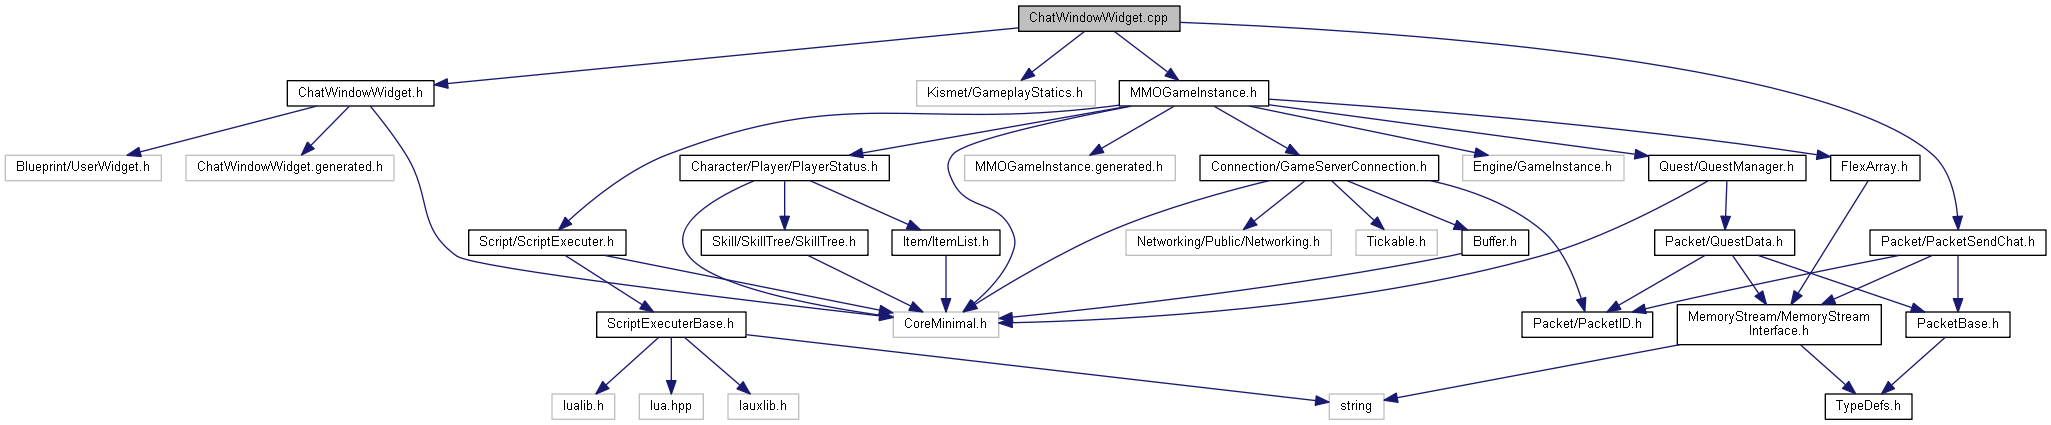 ChatWindowWidget.cpp
ChatWindowWidget.h
Kismet/GameplayStatics.h
MMOGameInstance.h
Blueprint/UserWidget.h
ChatWindowWidget.generated.h
Character/Player/PlayerStatus.h
MMOGameInstance.generated.h
Connection/GameServerConnection.h
Engine/GameInstance.h
Quest/QuestManager.h
FlexArray.h
Script/ScriptExecuter.h
Skill/SkillTree/SkillTree.h
Item/ItemList.h
Networking/Public/Networking.h
Tickable.h
Buffer.h
Packet/QuestData.h
Packet/PacketSendChat.h
ScriptExecuterBase.h
CoreMinimal.h
Packet/PacketID.h
MemoryStream/MemoryStream
Interface.h
PacketBase.h
lualib.h
lua.hpp
lauxlib.h
string
TypeDefs.h